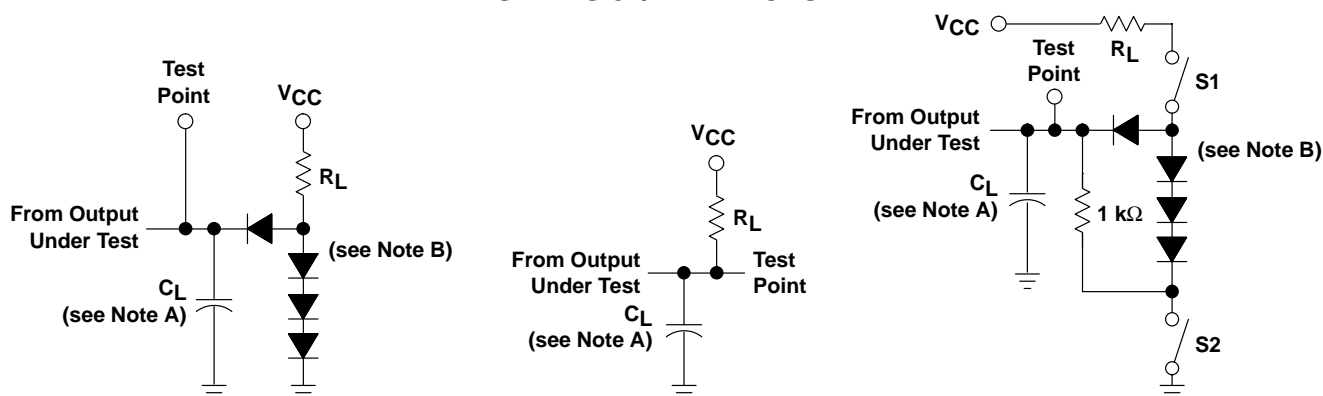 Test
Point
VCC
RL
From Output
Under Test
(see Note B)
CL
(see Note A)
VCC
RL
From Output
Under Test
Test
Point
CL
(see Note A)
VCC
RL
Test
Point
S1
From Output
Under Test
(see Note B)
CL
(see Note A)
1 kΩ
S2